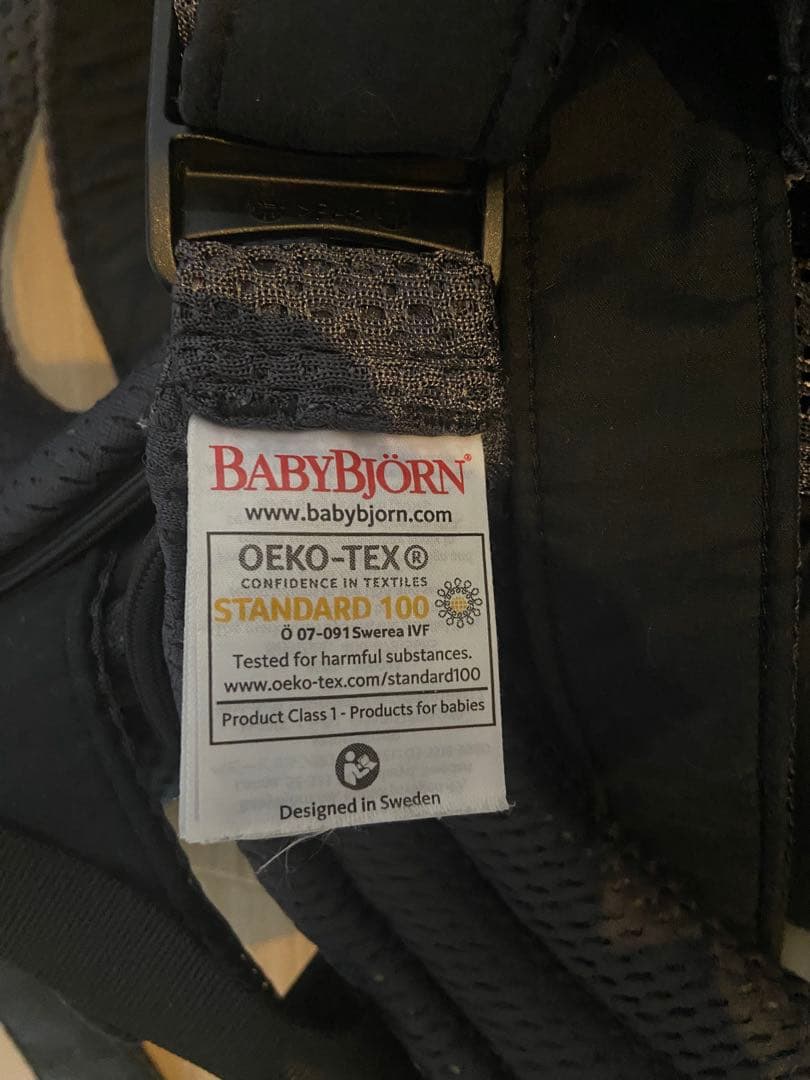 BABYBJÖRN®
www.babybjorn.com
OEKO-TEX®
CONFIDENCE IN TEXTILES
STANDARD 100
Ö 07-091 Swerea IVF
Tested for harmful substances.
www.oeko-tex.com/standard100
Product Class 1 - Products for babies
Designed in Sweden